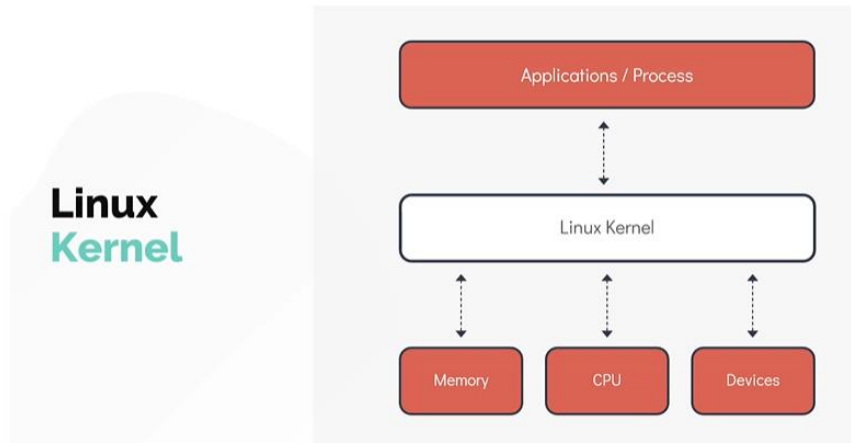 Linux
Kernel
Applications / Process
Linux Kernel
Memory
CPU
Devices